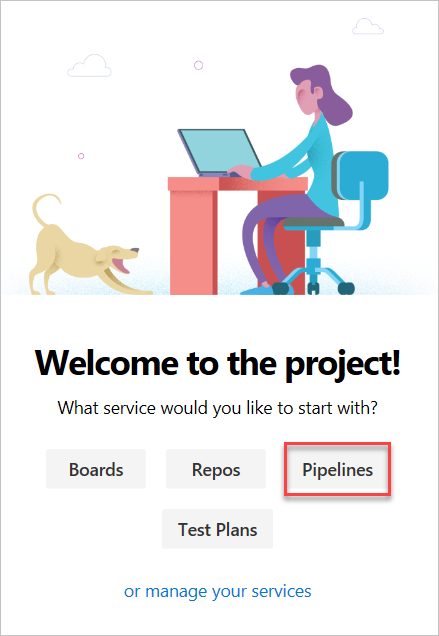 Welcome to the project!
What service would you like to start with?
Boards Repos Pipelines
Test Plans
or manage your services